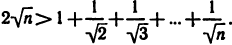 2√n > 1 + 1/√2 + 1/√3 + ... + 1/√n.